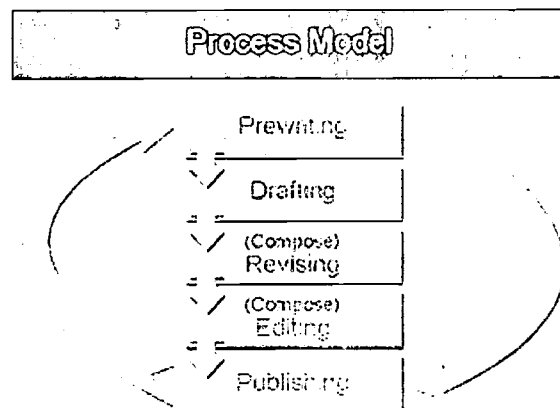 Process Model
Prewriting
Drafting
(Compose)
Revising
(Compose)
Editing
Publishing